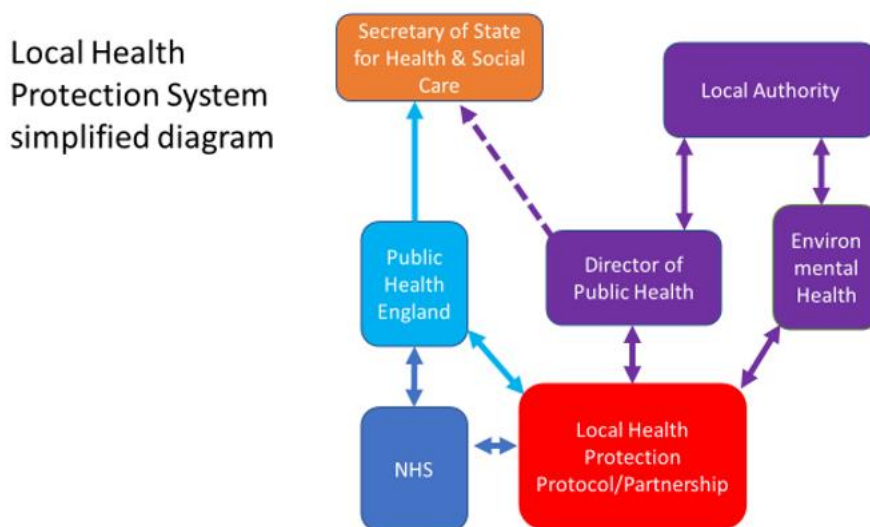 Local Health
Protection System
simplified diagram
Secretary of State
for Health & Social
Care
Local Authority
Public
Health
England
Director of
Public Health
Environ
mental
Health
NHS
Local Health
Protection
Protocol/Partnership